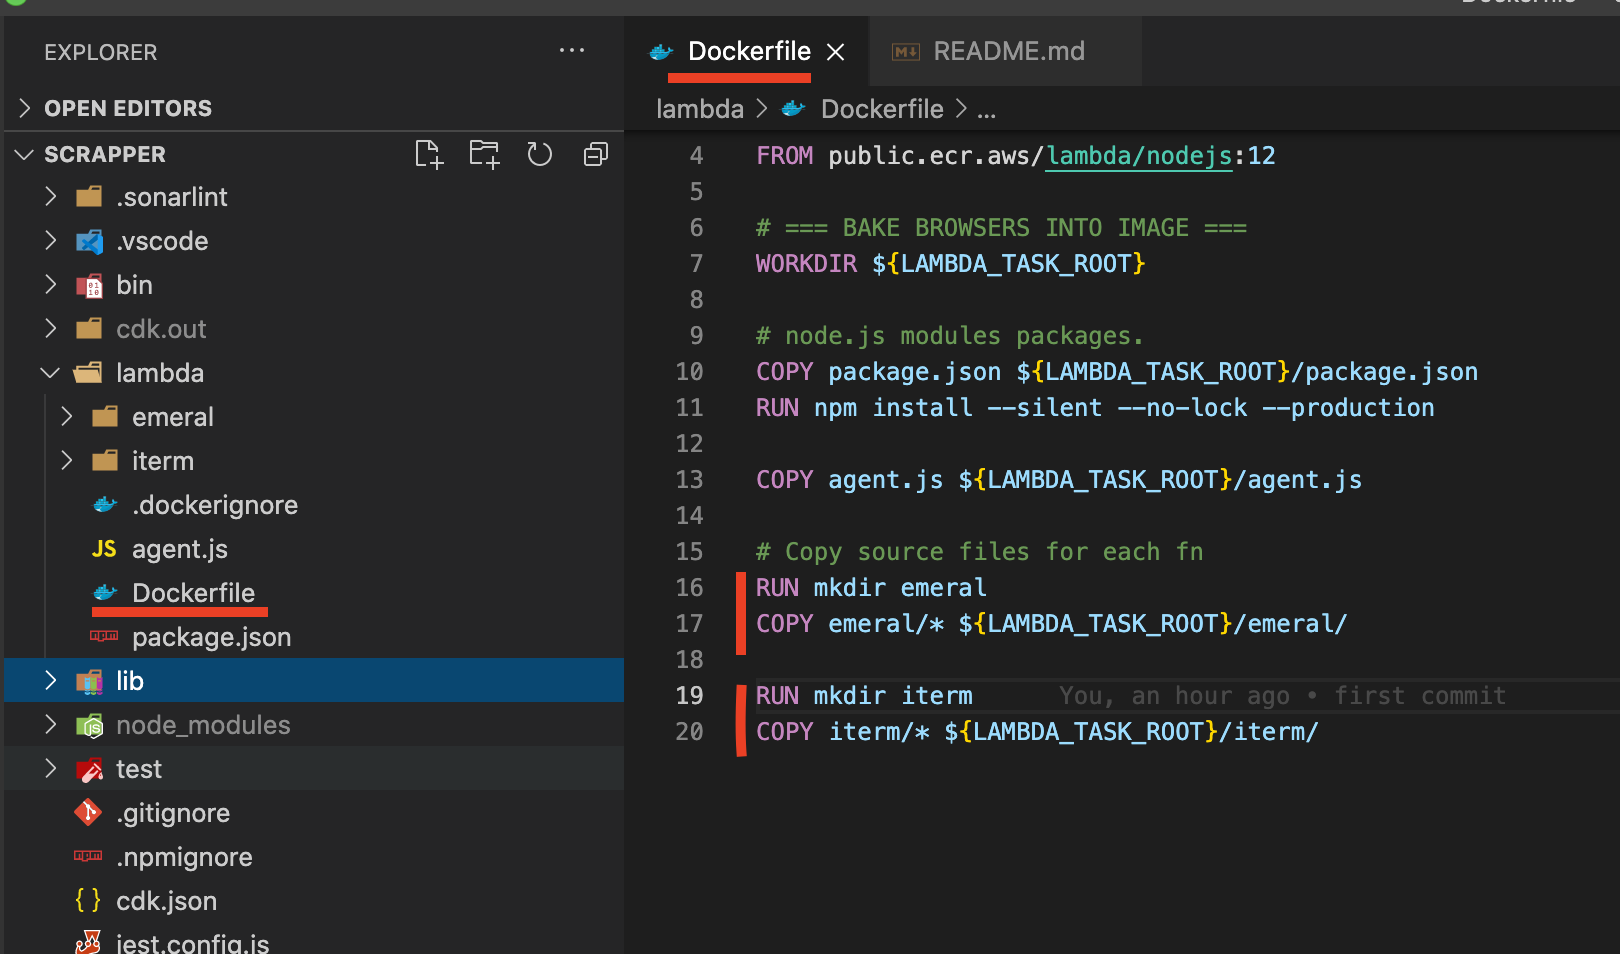 EXPLORER
OPEN EDITORS
SCRAPPER
.sonarlint
.vscode
bin
cdk.out
lambda
emeral
iterm
.dockerignore
JS agent.js
Dockerfile
package.json
lib
node_modules
test
.gitignore
.npmignore
{ } cdk.json
jest.config.js
Dockerfile
README.md
lambda > Dockerfile > ...
4 FROM public.ecr.aws/lambda/nodejs:12
5
6 # === BAKE BROWSERS INTO IMAGE ===
7 WORKDIR ${LAMBDA_TASK_ROOT}
8
9 # node.js modules packages.
10 COPY package.json ${LAMBDA_TASK_ROOT}/package.json
11 RUN npm install --silent --no-lock --production
12
13 COPY agent.js ${LAMBDA_TASK_ROOT}/agent.js
14
15 # Copy source files for each fn
16 RUN mkdir emeral
17 COPY emeral/* ${LAMBDA_TASK_ROOT}/emeral/
18
19 RUN mkdir iterm You, an hour ago • first commit
20 COPY iterm/* ${LAMBDA_TASK_ROOT}/iterm/